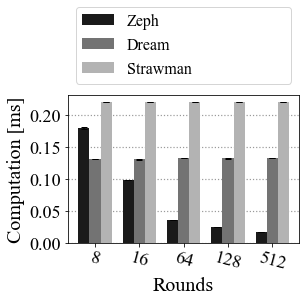 Zeph
Dream
Strawman
Computation [ms]
0.20
0.15
0.10
0.05
0.00
8 16 64 128 512
Rounds